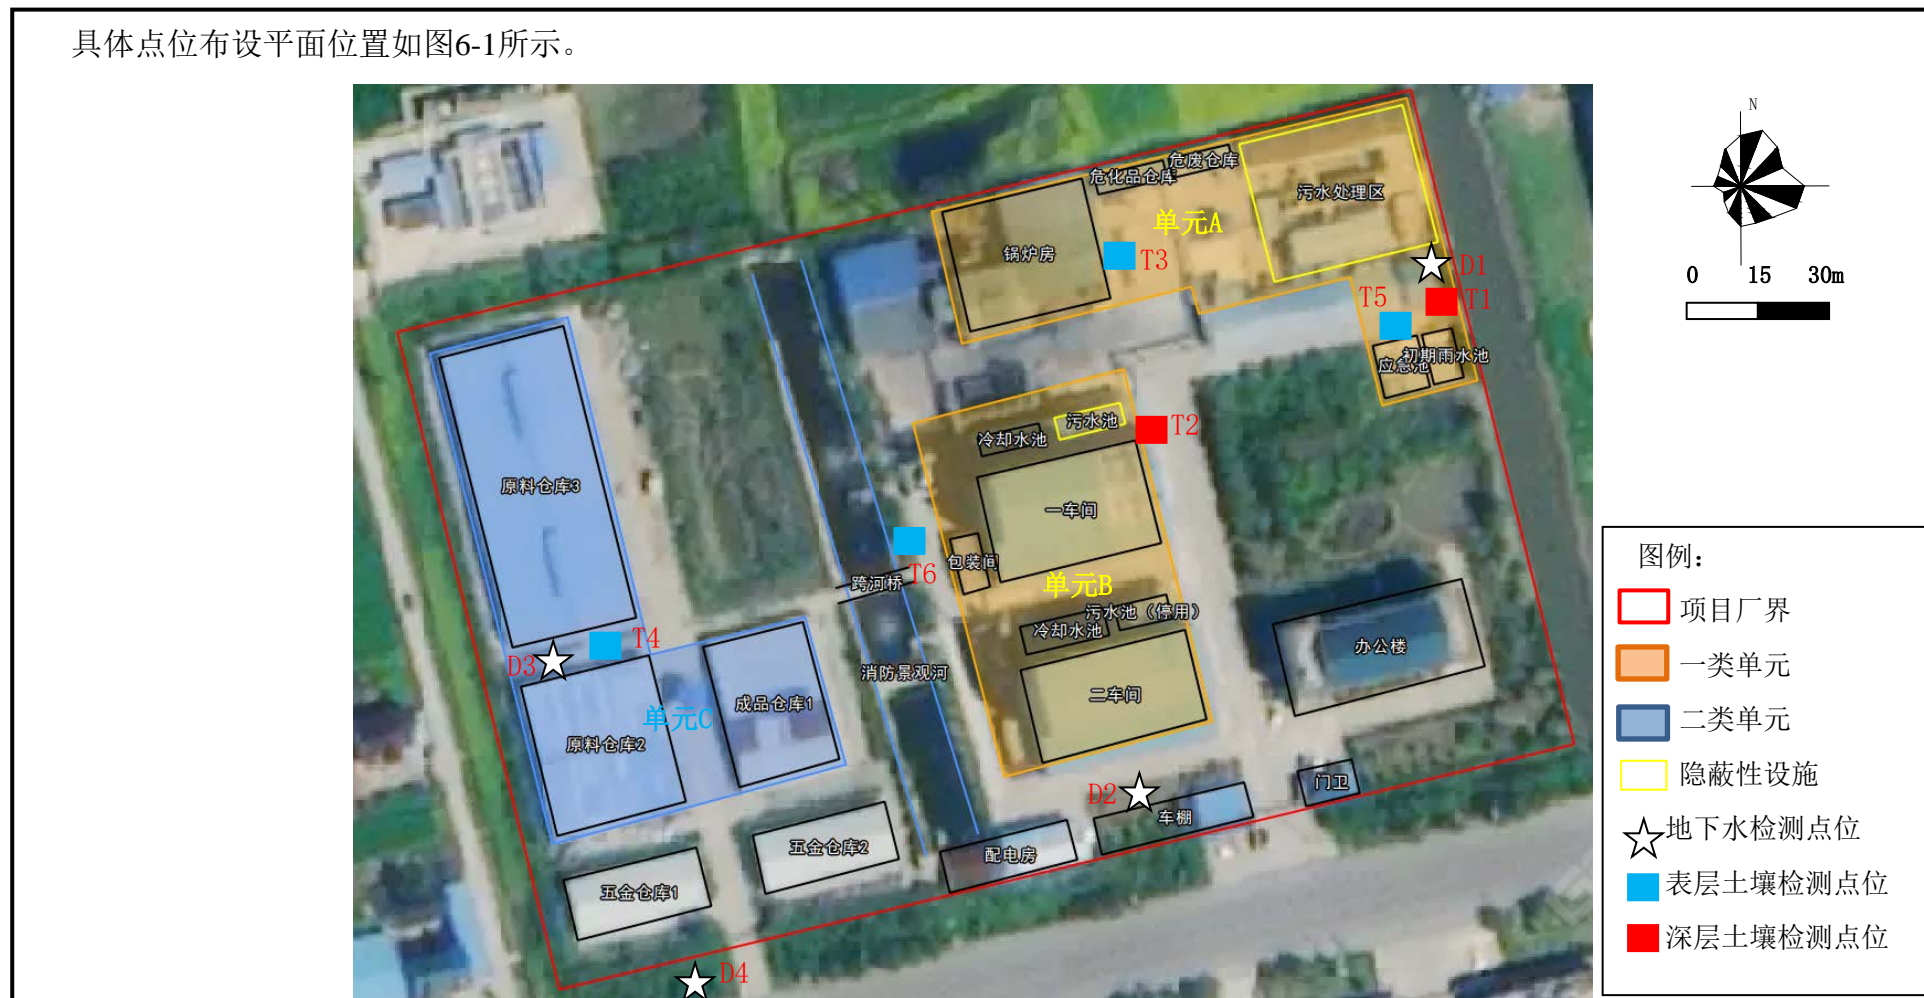 具体点位布设平面位置如图6-1所示。
N
0 15 30m
危废仓库
危化品仓库
污水处理区
单元A
锅炉房
T3
D1
T5
T1
初期雨水池
应急池
污水池
T2
冷却水池
原料仓库3
一车间
包装间
T6
跨河桥
单元B
污水池（停用）
冷却水池
T4
D3
办公楼
消防景观河
二车间
成品仓库1
单元C
原料仓库2
门卫
D2
车棚
五金仓库2
配电房
五金仓库1
D4
图例：
项目厂界
一类单元
二类单元
隐蔽性设施
地下水检测点位
表层土壤检测点位
深层土壤检测点位